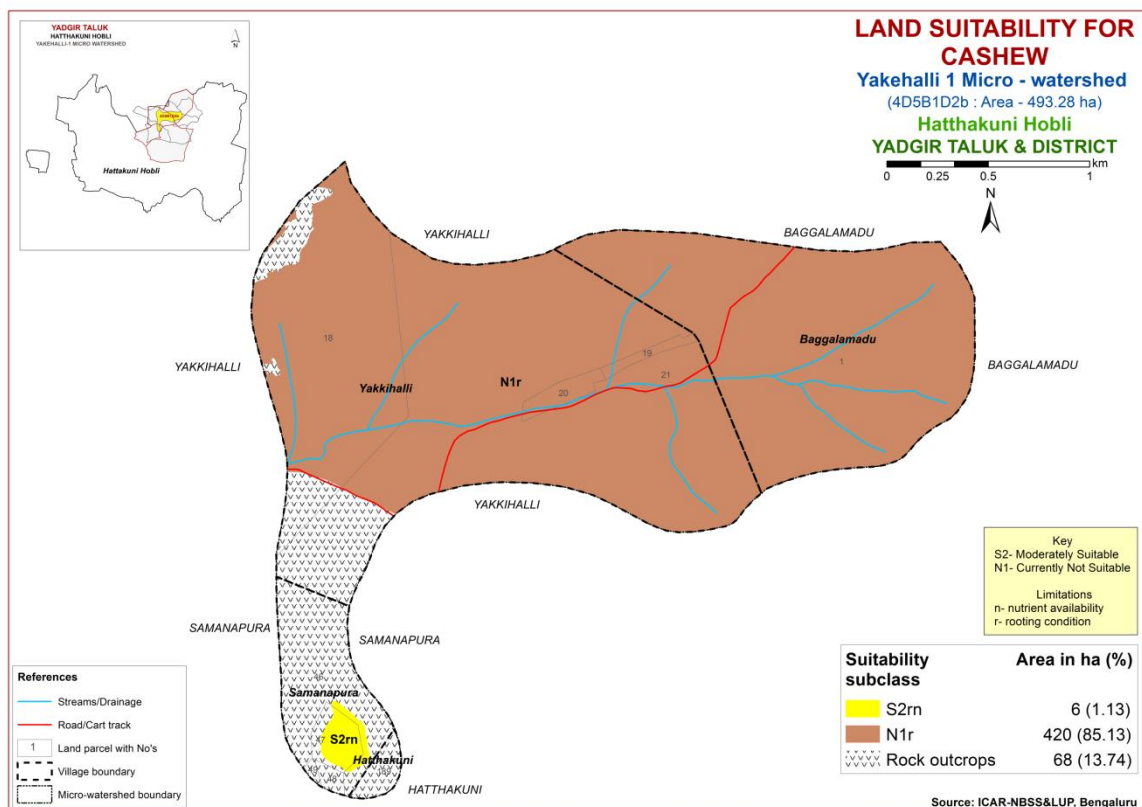 YADGIR TALUK
HATTHAKUNI HOBLI
YAKEHALLI-1 MICRO WATERSHED
N
Hattakuni Hobli
LAND SUITABILITY FOR
CASHEW
Yakehalli 1 Micro - watershed
(4D5B1D2b : Area - 493.28 ha)
Hatthakuni Hobli
YADGIR TALUK & DISTRICT
km
0 0.25 0.5 1
N
YAKKIHALLI
BAGGALAMADU
18
19
Baggalamadu
YAKKIHALLI
Yakkihalli
N1r
21
1
BAGGALAMADU
20
YAKKIHALLI
SAMANAPURA
SAMANAPURA
Samanapura
S2rn
47
Hatthakuni
48
HATTHAKUNI
Key
S2- Moderately Suitable
N1- Currently Not Suitable
Limitations
n- nutrient availability
r- rooting condition
Suitability
subclass
Area in ha (%)
S2rn 6 (1.13)
N1r 420 (85.13)
Rock outcrops 68 (13.74)
References
Streams/Drainage
Road/Cart track
1 Land parcel with No's
Village boundary
Micro-watershed boundary
Source: ICAR-NBSS&LUP, Bengaluru